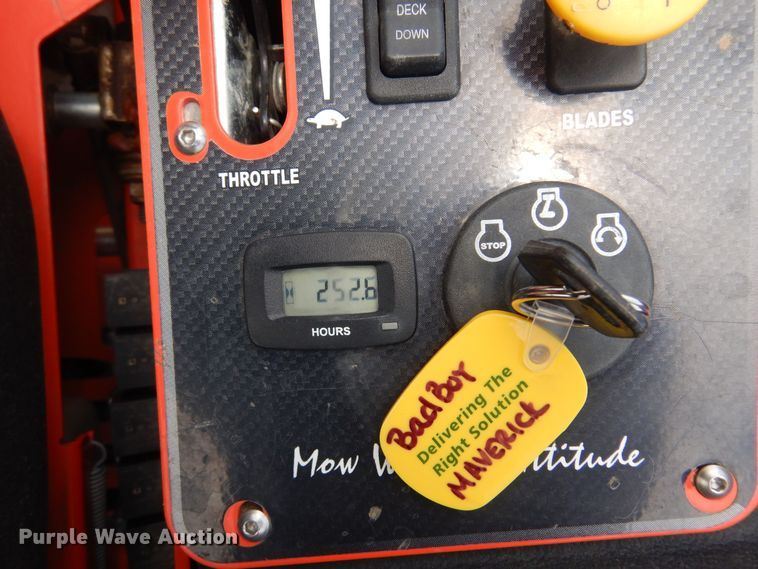 DECK
DOWN
BLADES
THROTTLE
STOP
252.6
HOURS
Bad Boy
Delivering The
Right Solution
MAVERICK
Mow W ttitude
Purple Wave Auction